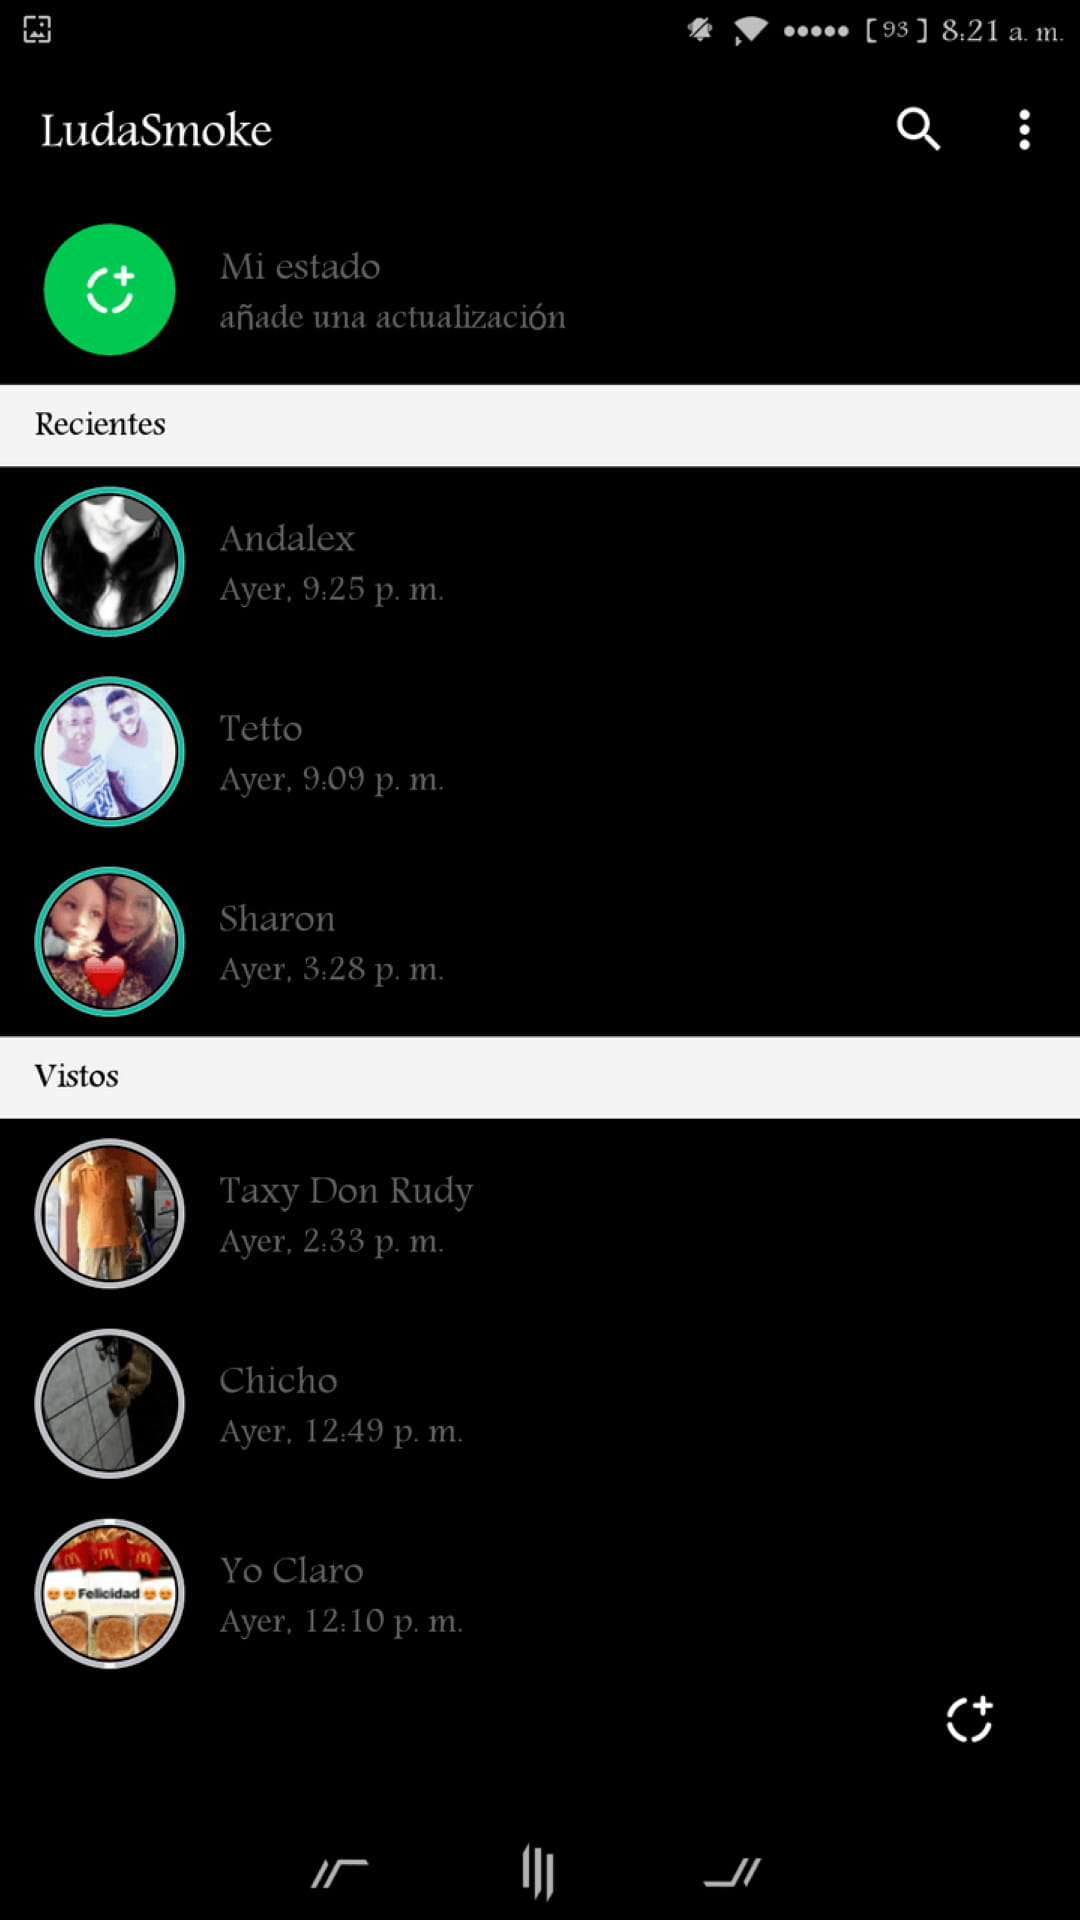 [93] 8:21 a. m.
LudaSmoke
Mi estado
añade una actualización
Recientes
Andalex
Ayer, 9:25 p. m.
Tetto
Ayer, 9:09 p. m.
Sharon
Ayer, 3:28 p. m.
Vistos
Taxy Don Rudy
Ayer, 2:33 p. m.
Chicho
Ayer, 12:49 p. m.
Felicidad
Yo Claro
Ayer, 12:10 p. m.